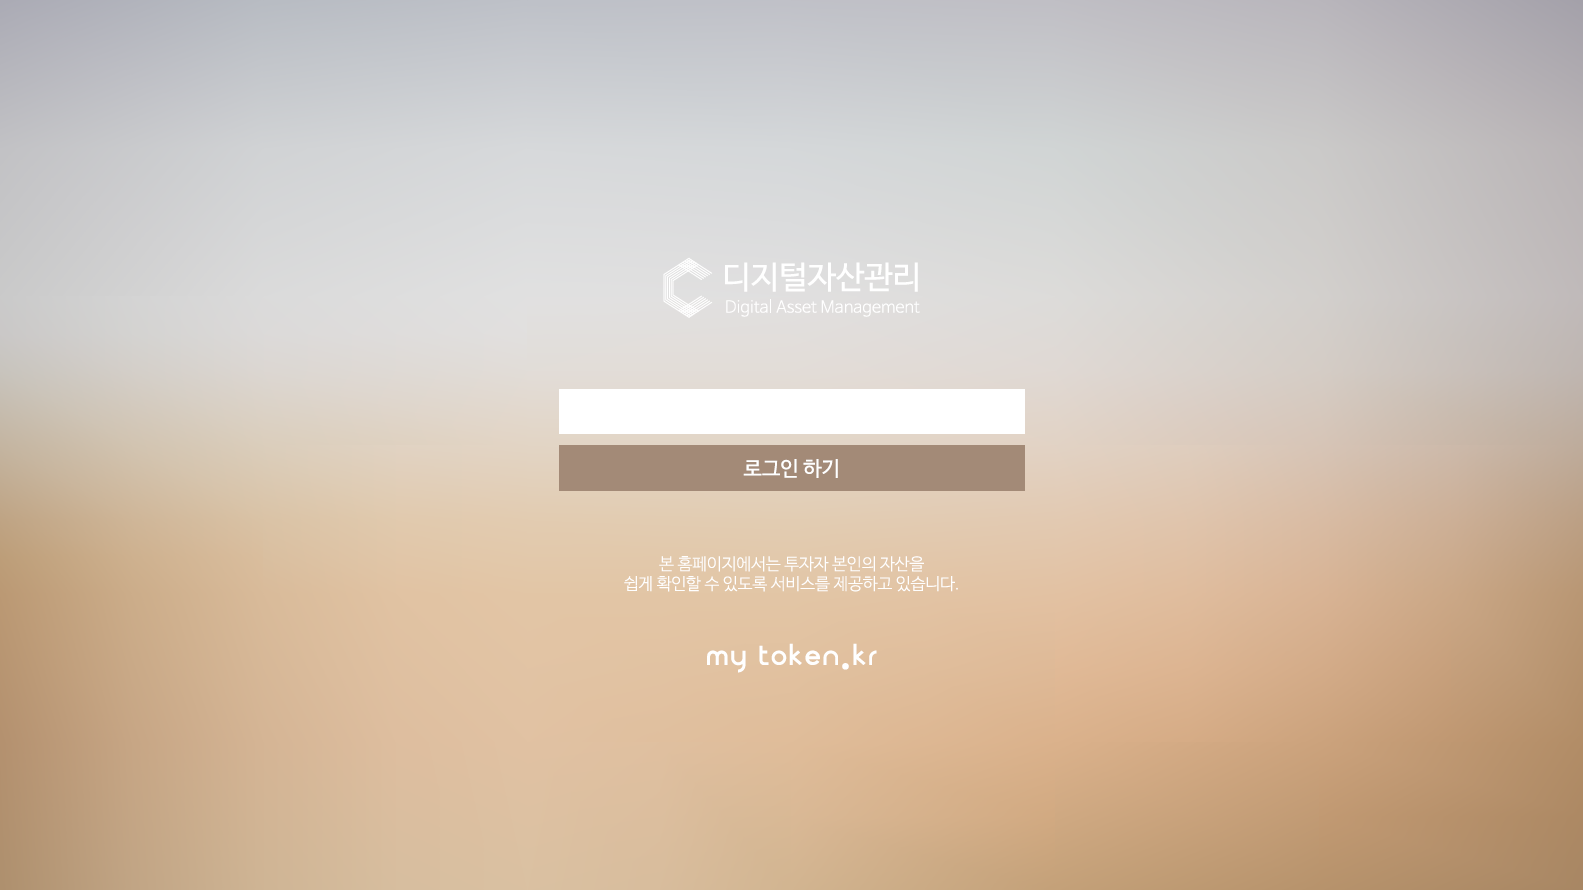 디지털자산관리
Digital Asset Management
로그인 하기
본 홈페이지에서는 투자자 본인의 자산을
쉽게 확인할 수 있도록 서비스를 제공하고 있습니다.
my token.kr